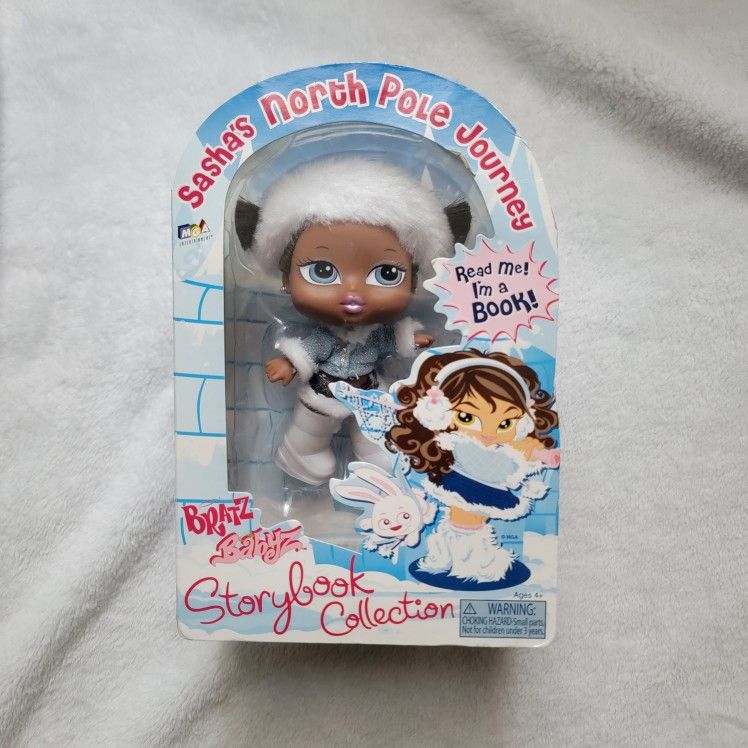 Sasha's North Pole Journey
MGA
ENTERTAINMENT
Read me!
I'm a
BOOK!
BRATZ
Babyz
Storybook
Collection
© MGA
Ages 4+
WARNING:
CHOKING HAZARD-Small parts.
Not for children under 3 years.